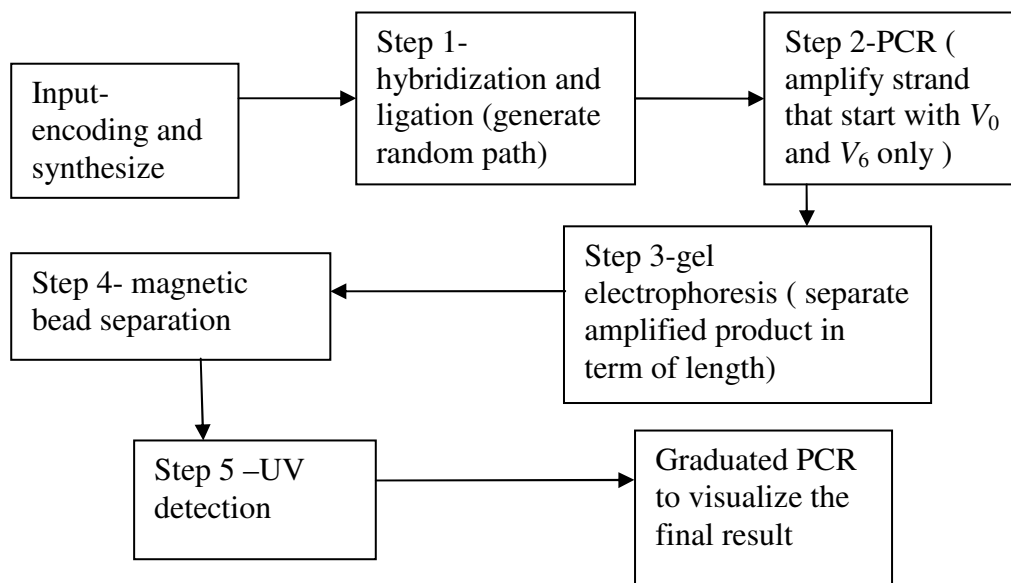 Input-
encoding and
synthesize
Step 1-
hybridization and
ligation (generate
random path)
Step 2-PCR (
amplify strand
that start with V0
and V6 only )
Step 3-gel
electrophoresis ( separate
amplified product in
term of length)
Step 4- magnetic
bead separation
Step 5 –UV
detection
Graduated PCR
to visualize the
final result